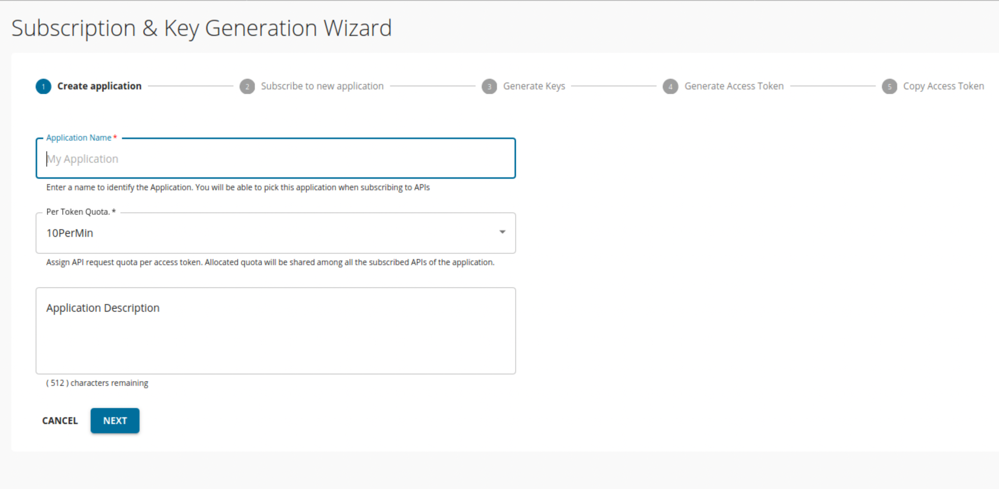 Subscription & Key Generation Wizard
1 Create application 2 Subscribe to new application 3 Generate Keys 4 Generate Access Token 5 Copy Access Token
Application Name *
My Application
Enter a name to identify the Application. You will be able to pick this application when subscribing to APIs
Per Token Quota. *
10PerMin
Assign API request quota per access token. Allocated quota will be shared among all the subscribed APIs of the application.
Application Description
( 512 ) characters remaining
CANCEL NEXT